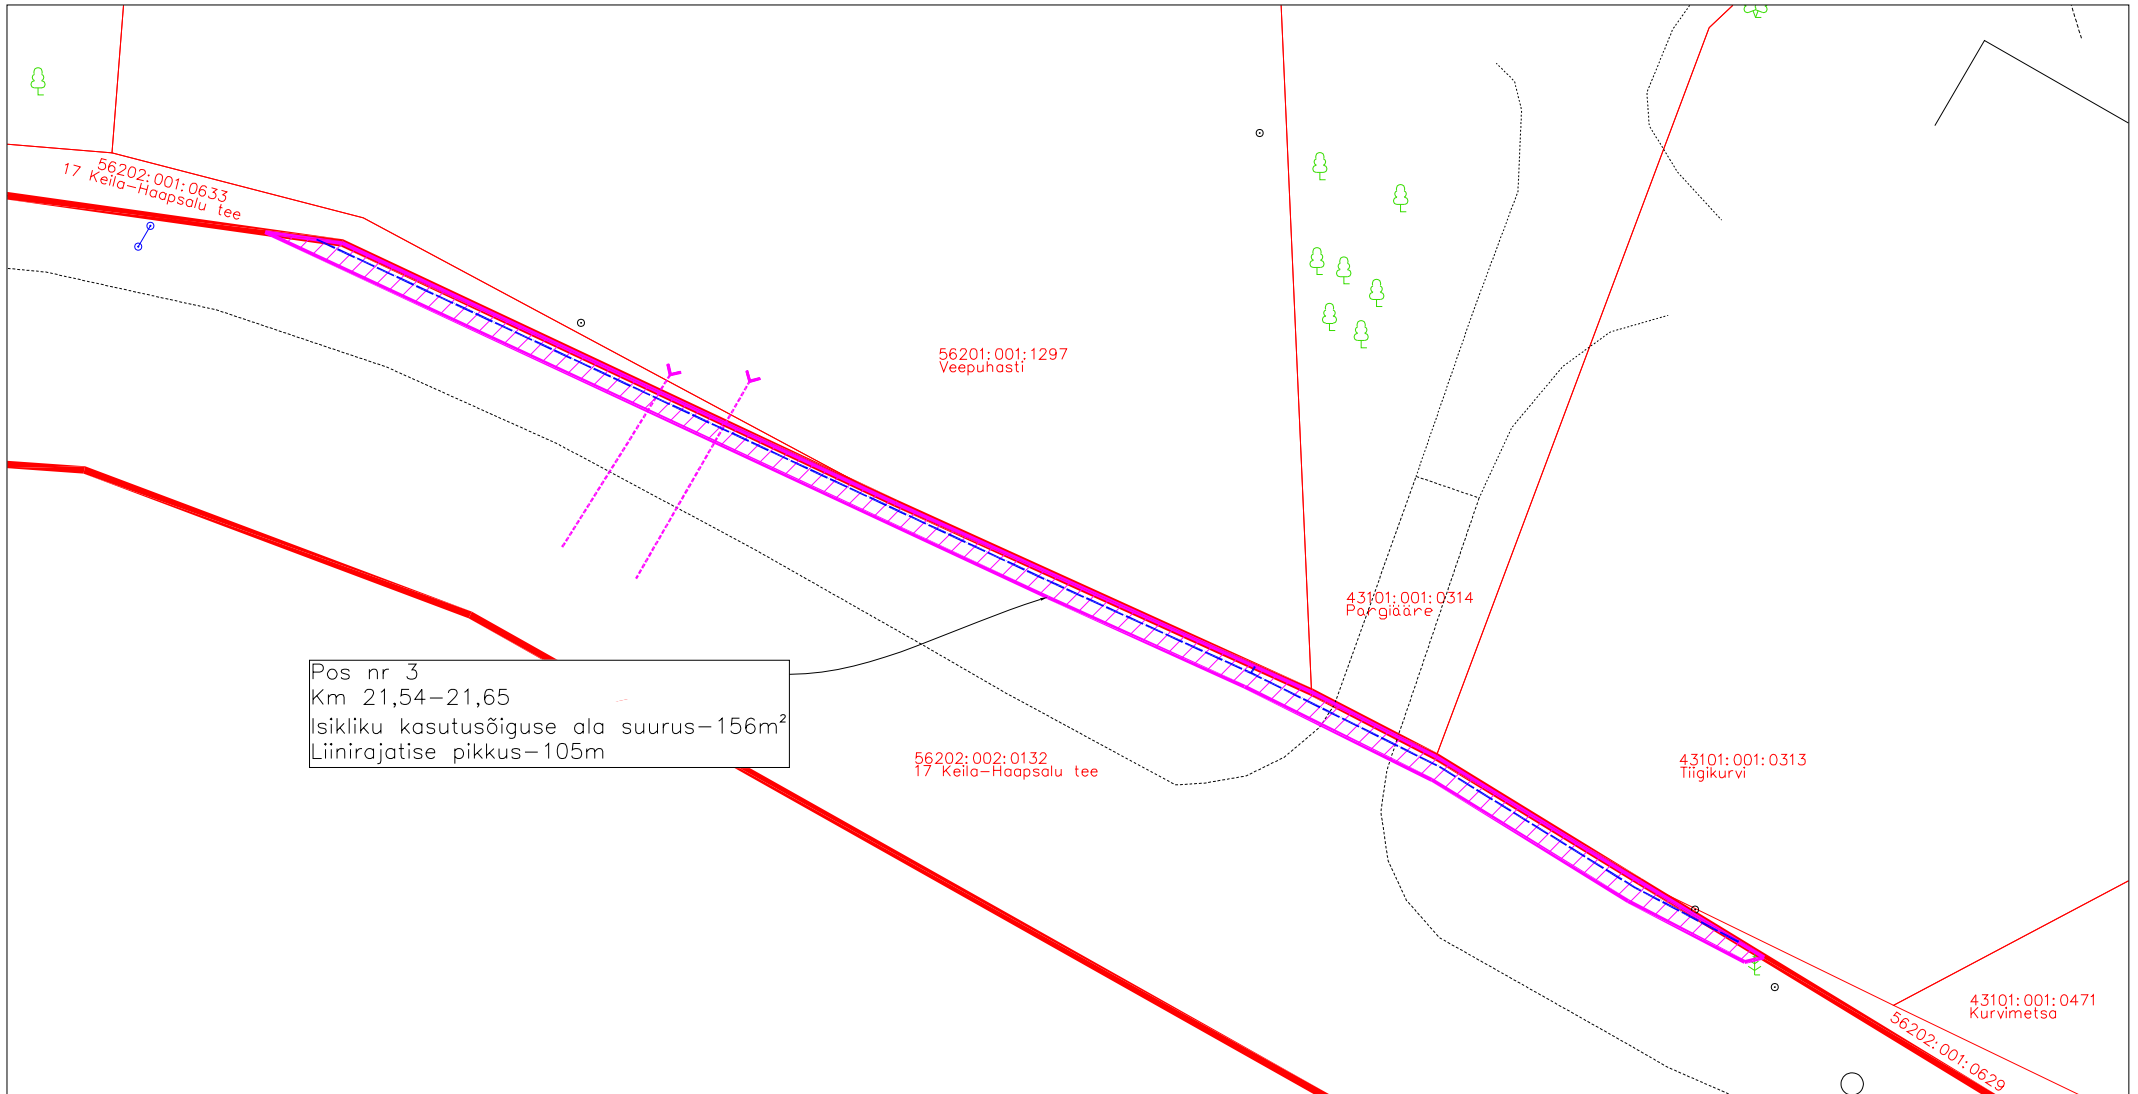 56202:001:0633
17 Keila-Haapsalu tee
56201:001:1297
Veepuhasti
43101:001:0314
Pargiääre
Pos nr 3
Km 21,54-21,65
Isikliku kasutusõiguse ala suurus-156m²
Liinirajatise pikkus-105m
56202:002:0132
17 Keila-Haapsalu tee
43101:001:0313
Tiigikurvi
43101:001:0471
Kurvimetsa
56202:001:0629